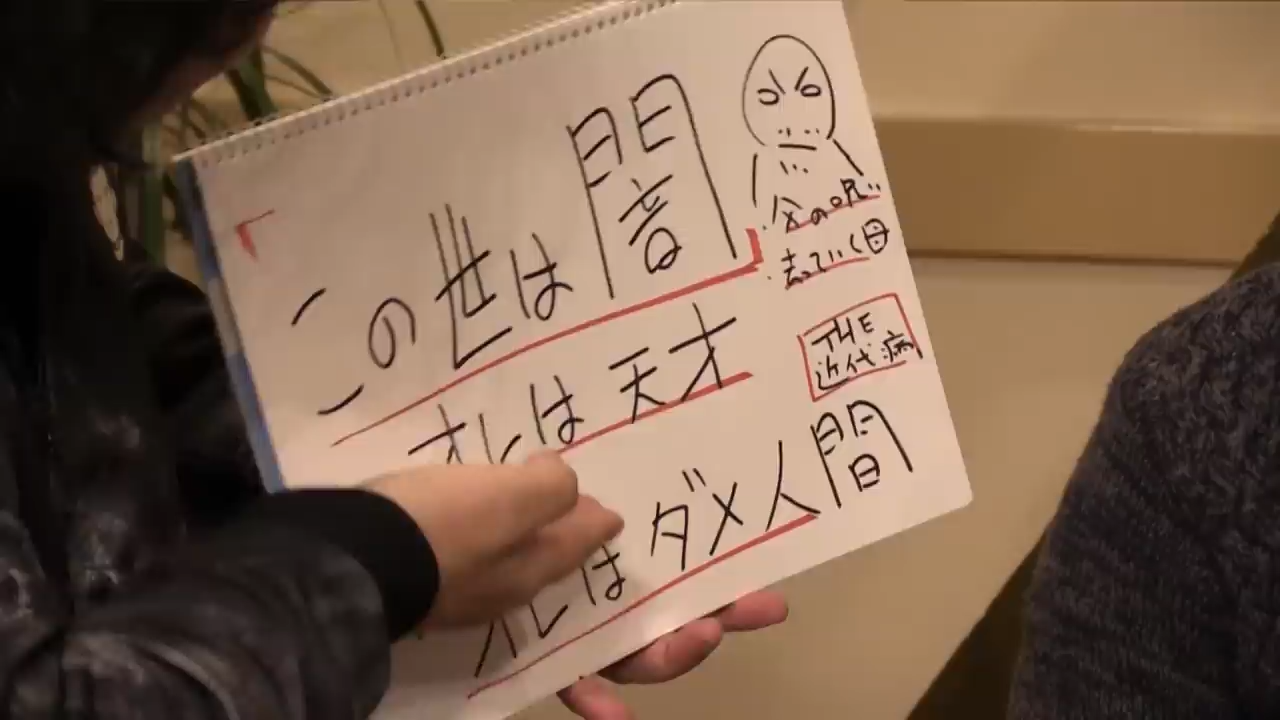 この世は闇
オレは天才
オレはダメ人間
父の呪い
去っていく母
THE
近代病